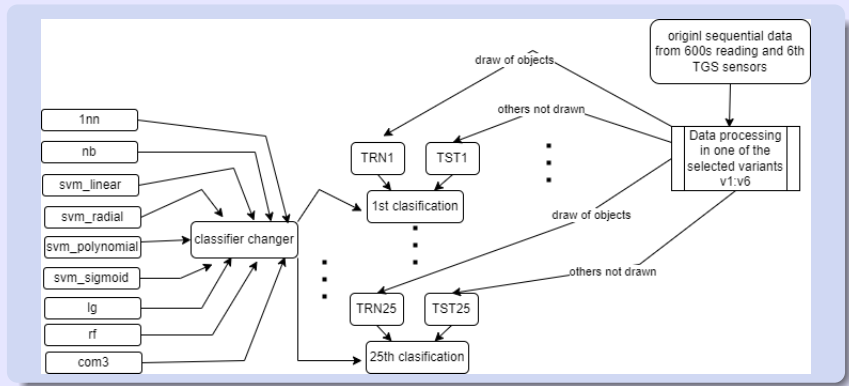 originl sequential data
from 600s reading and 6th
TGS sensors
draw of objects
others not drawn
Data processing
in one of the
selected variants
v1:v6
1nn
nb
svm_linear
svm_radial
svm_polynomial
svm_sigmoid
lg
rf
com3
classifier changer
TRN1
TST1
1st clasification
draw of objects
others not drawn
TRN25
TST25
25th clasification